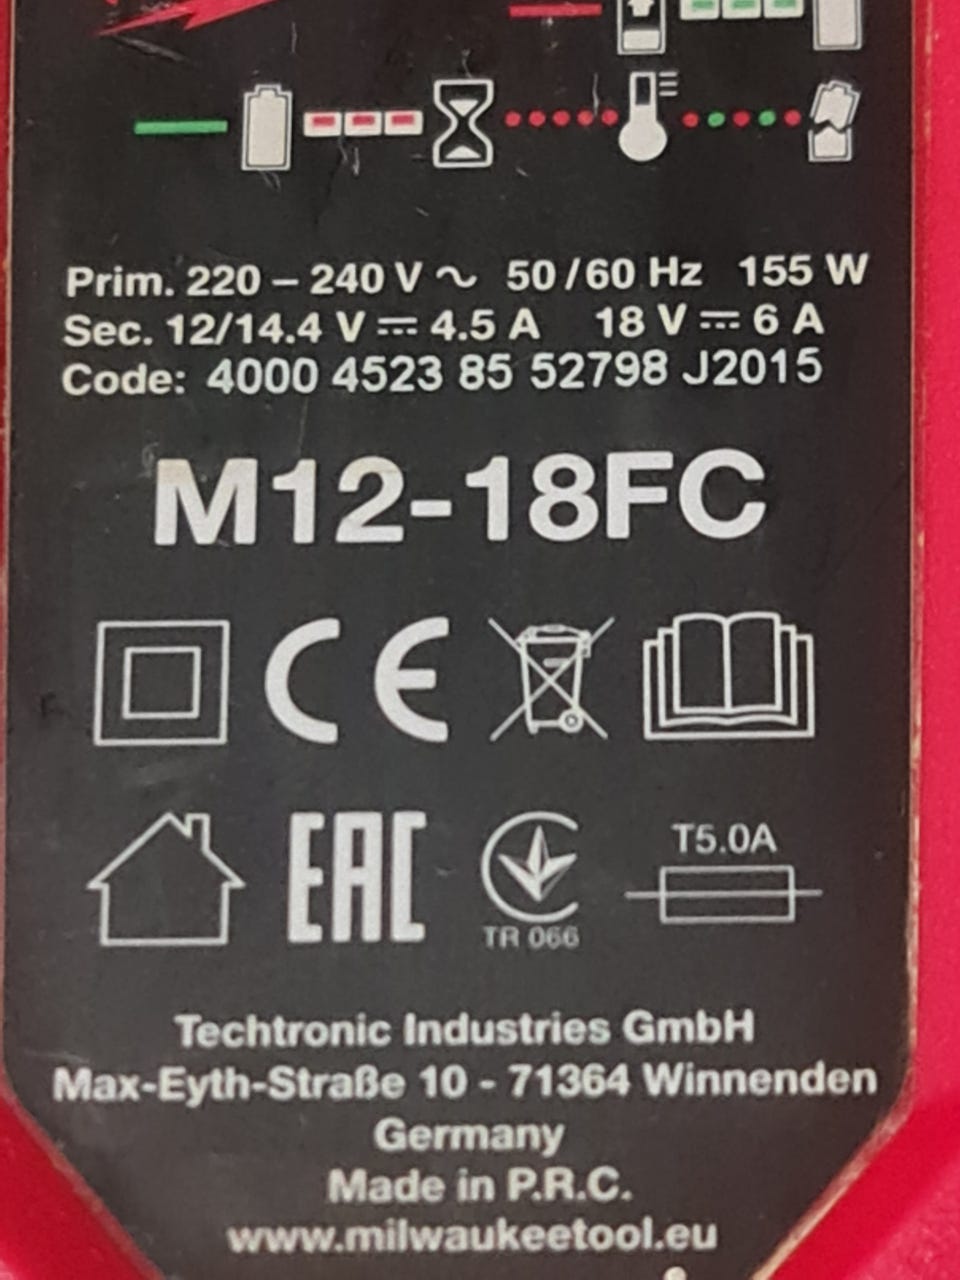 Prim. 220 – 240 V ∼ 50/60 Hz 155 W
Sec. 12/14.4 V ⎓ 4.5 A 18 V ⎓ 6 A
Code: 4000 4523 85 52798 J2015
M12-18FC
CE
EAC
T5.0A
TR 066
Techtronic Industries GmbH
Max-Eyth-Straße 10 - 71364 Winnenden
Germany
Made in P.R.C.
www.milwaukeetool.eu